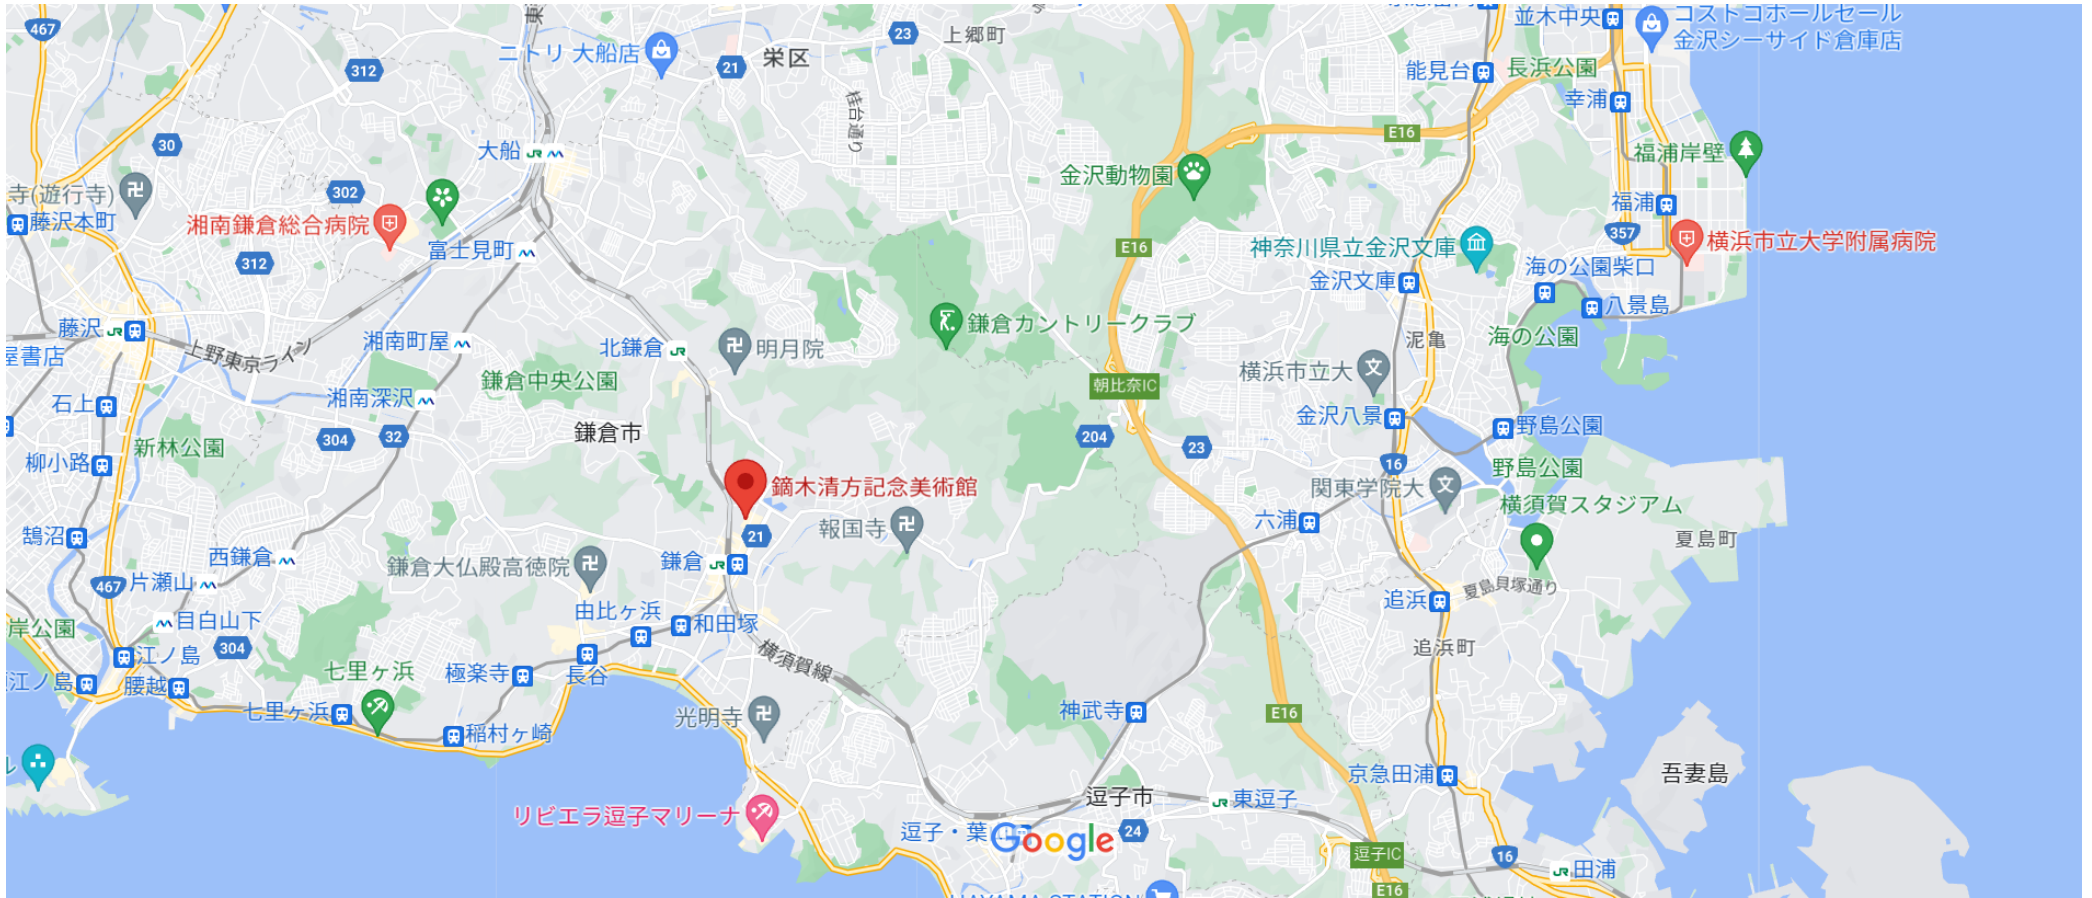 467
312
ニトリ 大船店
21
栄区
23
上郷町
能見台
並木中央
コストコホールセール
金沢シーサイド倉庫店
長浜公園
幸浦
桂台通り
30
大船
JR
E16
福浦岸壁
寺(遊行寺)
302
金沢動物園
福浦
藤沢本町
湘南鎌倉総合病院
富士見町
312
E16
神奈川県立金沢文庫
357
横浜市立大学附属病院
金沢文庫
海の公園柴口
八景島
藤沢
JR
上野東京ライン
湘南町屋
北鎌倉
JR
明月院
鎌倉カントリークラブ
泥亀
海の公園
屋書店
鎌倉中央公園
朝比奈IC
横浜市立大
石上
湘南深沢
304
32
鎌倉市
204
23
金沢八景
野島公園
新林公園
柳小路
16
野島公園
鏑木清方記念美術館
関東学院大
横須賀スタジアム
鵠沼
21
報国寺
六浦
夏島町
西鎌倉
鎌倉大仏殿高徳院
鎌倉
JR
467
片瀬山
夏島貝塚通り
追浜
目白山下
由比ヶ浜
和田塚
岸公園
304
江ノ島
横須賀線
追浜町
七里ヶ浜
極楽寺
長谷
江ノ島
腰越
七里ヶ浜
稲村ヶ崎
光明寺
神武寺
E16
ル
京急田浦
吾妻島
リビエラ逗子マリーナ
逗子市
JR
東逗子
逗子・葉
Google
24
逗子IC
16
JR
田浦
E16
HAYAMA STATION